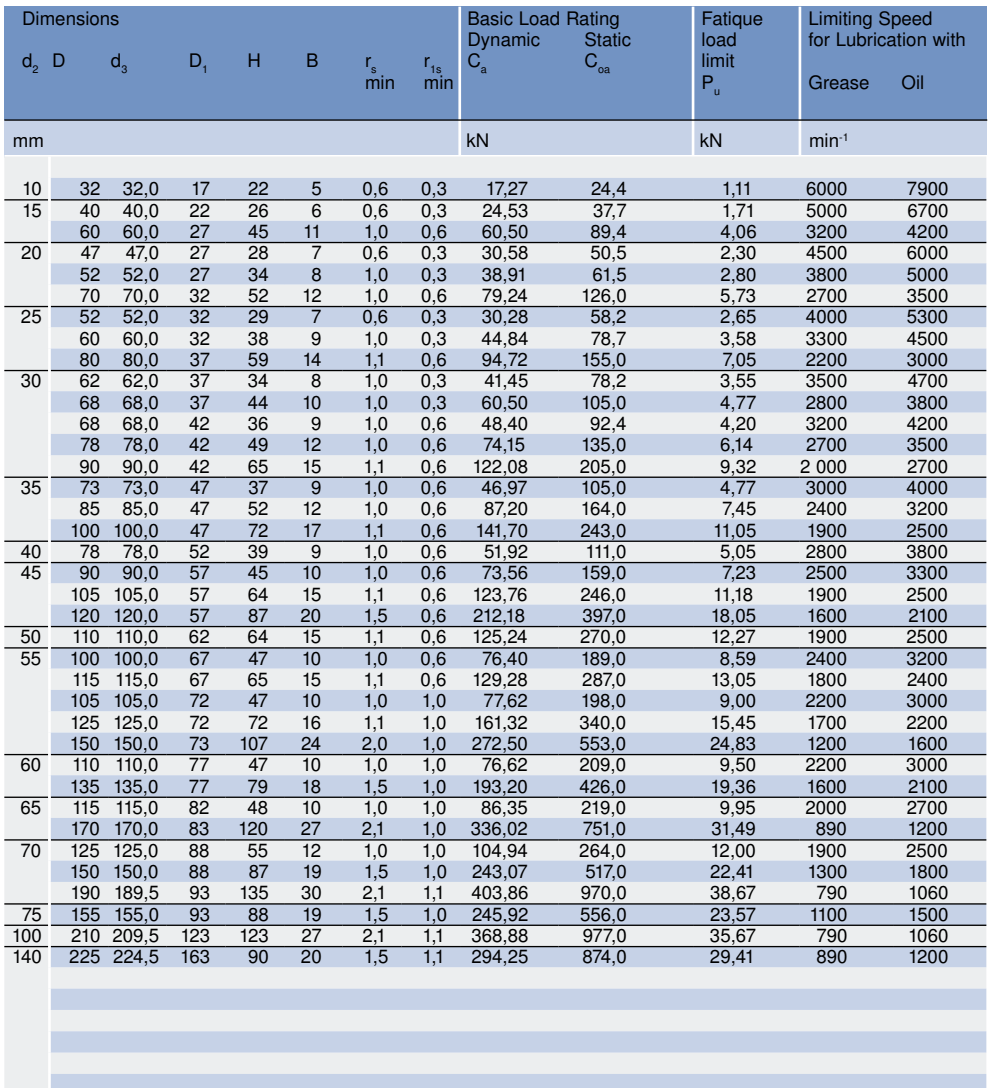 Dimensions Basic Load Rating Fatique Limiting Speed
Dynamic Static load for Lubrication with
d2 D d3 D1 H B rs r1s Ca Coa limit
min min Pu Grease Oil
mm kN kN min-1
10 32 32,0 17 22 5 0,6 0,3 17,27 24,4 1,11 6000 7900
15 40 40,0 22 26 6 0,6 0,3 24,53 37,7 1,71 5000 6700
60 60,0 27 45 11 1,0 0,6 60,50 89,4 4,06 3200 4200
20 47 47,0 27 28 7 0,6 0,3 30,58 50,5 2,30 4500 6000
52 52,0 27 34 8 1,0 0,3 38,91 61,5 2,80 3800 5000
70 70,0 32 52 12 1,0 0,6 79,24 126,0 5,73 2700 3500
25 52 52,0 32 29 7 0,6 0,3 30,28 58,2 2,65 4000 5300
60 60,0 32 38 9 1,0 0,3 44,84 78,7 3,58 3300 4500
80 80,0 37 59 14 1,1 0,6 94,72 155,0 7,05 2200 3000
30 62 62,0 37 34 8 1,0 0,3 41,45 78,2 3,55 3500 4700
68 68,0 37 44 10 1,0 0,3 60,50 105,0 4,77 2800 3800
68 68,0 42 36 9 1,0 0,6 48,40 92,4 4,20 3200 4200
78 78,0 42 49 12 1,0 0,6 74,15 135,0 6,14 2700 3500
90 90,0 42 65 15 1,1 0,6 122,08 205,0 9,32 2 000 2700
35 73 73,0 47 37 9 1,0 0,6 46,97 105,0 4,77 3000 4000
85 85,0 47 52 12 1,0 0,6 87,20 164,0 7,45 2400 3200
100 100,0 47 72 17 1,1 0,6 141,70 243,0 11,05 1900 2500
40 78 78,0 52 39 9 1,0 0,6 51,92 111,0 5,05 2800 3800
45 90 90,0 57 45 10 1,0 0,6 73,56 159,0 7,23 2500 3300
105 105,0 57 64 15 1,1 0,6 123,76 246,0 11,18 1900 2500
120 120,0 57 87 20 1,5 0,6 212,18 397,0 18,05 1600 2100
50 110 110,0 62 64 15 1,1 0,6 125,24 270,0 12,27 1900 2500
55 100 100,0 67 47 10 1,0 0,6 76,40 189,0 8,59 2400 3200
115 115,0 67 65 15 1,1 0,6 129,28 287,0 13,05 1800 2400
105 105,0 72 47 10 1,0 1,0 77,62 198,0 9,00 2200 3000
125 125,0 72 72 16 1,1 1,0 161,32 340,0 15,45 1700 2200
150 150,0 73 107 24 2,0 1,0 272,50 553,0 24,83 1200 1600
60 110 110,0 77 47 10 1,0 1,0 76,62 209,0 9,50 2200 3000
135 135,0 77 79 18 1,5 1,0 193,20 426,0 19,36 1600 2100
65 115 115,0 82 48 10 1,0 1,0 86,35 219,0 9,95 2000 2700
170 170,0 83 120 27 2,1 1,0 336,02 751,0 31,49 890 1200
70 125 125,0 88 55 12 1,0 1,0 104,94 264,0 12,00 1900 2500
150 150,0 88 87 19 1,5 1,0 243,07 517,0 22,41 1300 1800
190 189,5 93 135 30 2,1 1,1 403,86 970,0 38,67 790 1060
75 155 155,0 93 88 19 1,5 1,0 245,92 556,0 23,57 1100 1500
100 210 209,5 123 123 27 2,1 1,1 368,88 977,0 35,67 790 1060
140 225 224,5 163 90 20 1,5 1,1 294,25 874,0 29,41 890 1200